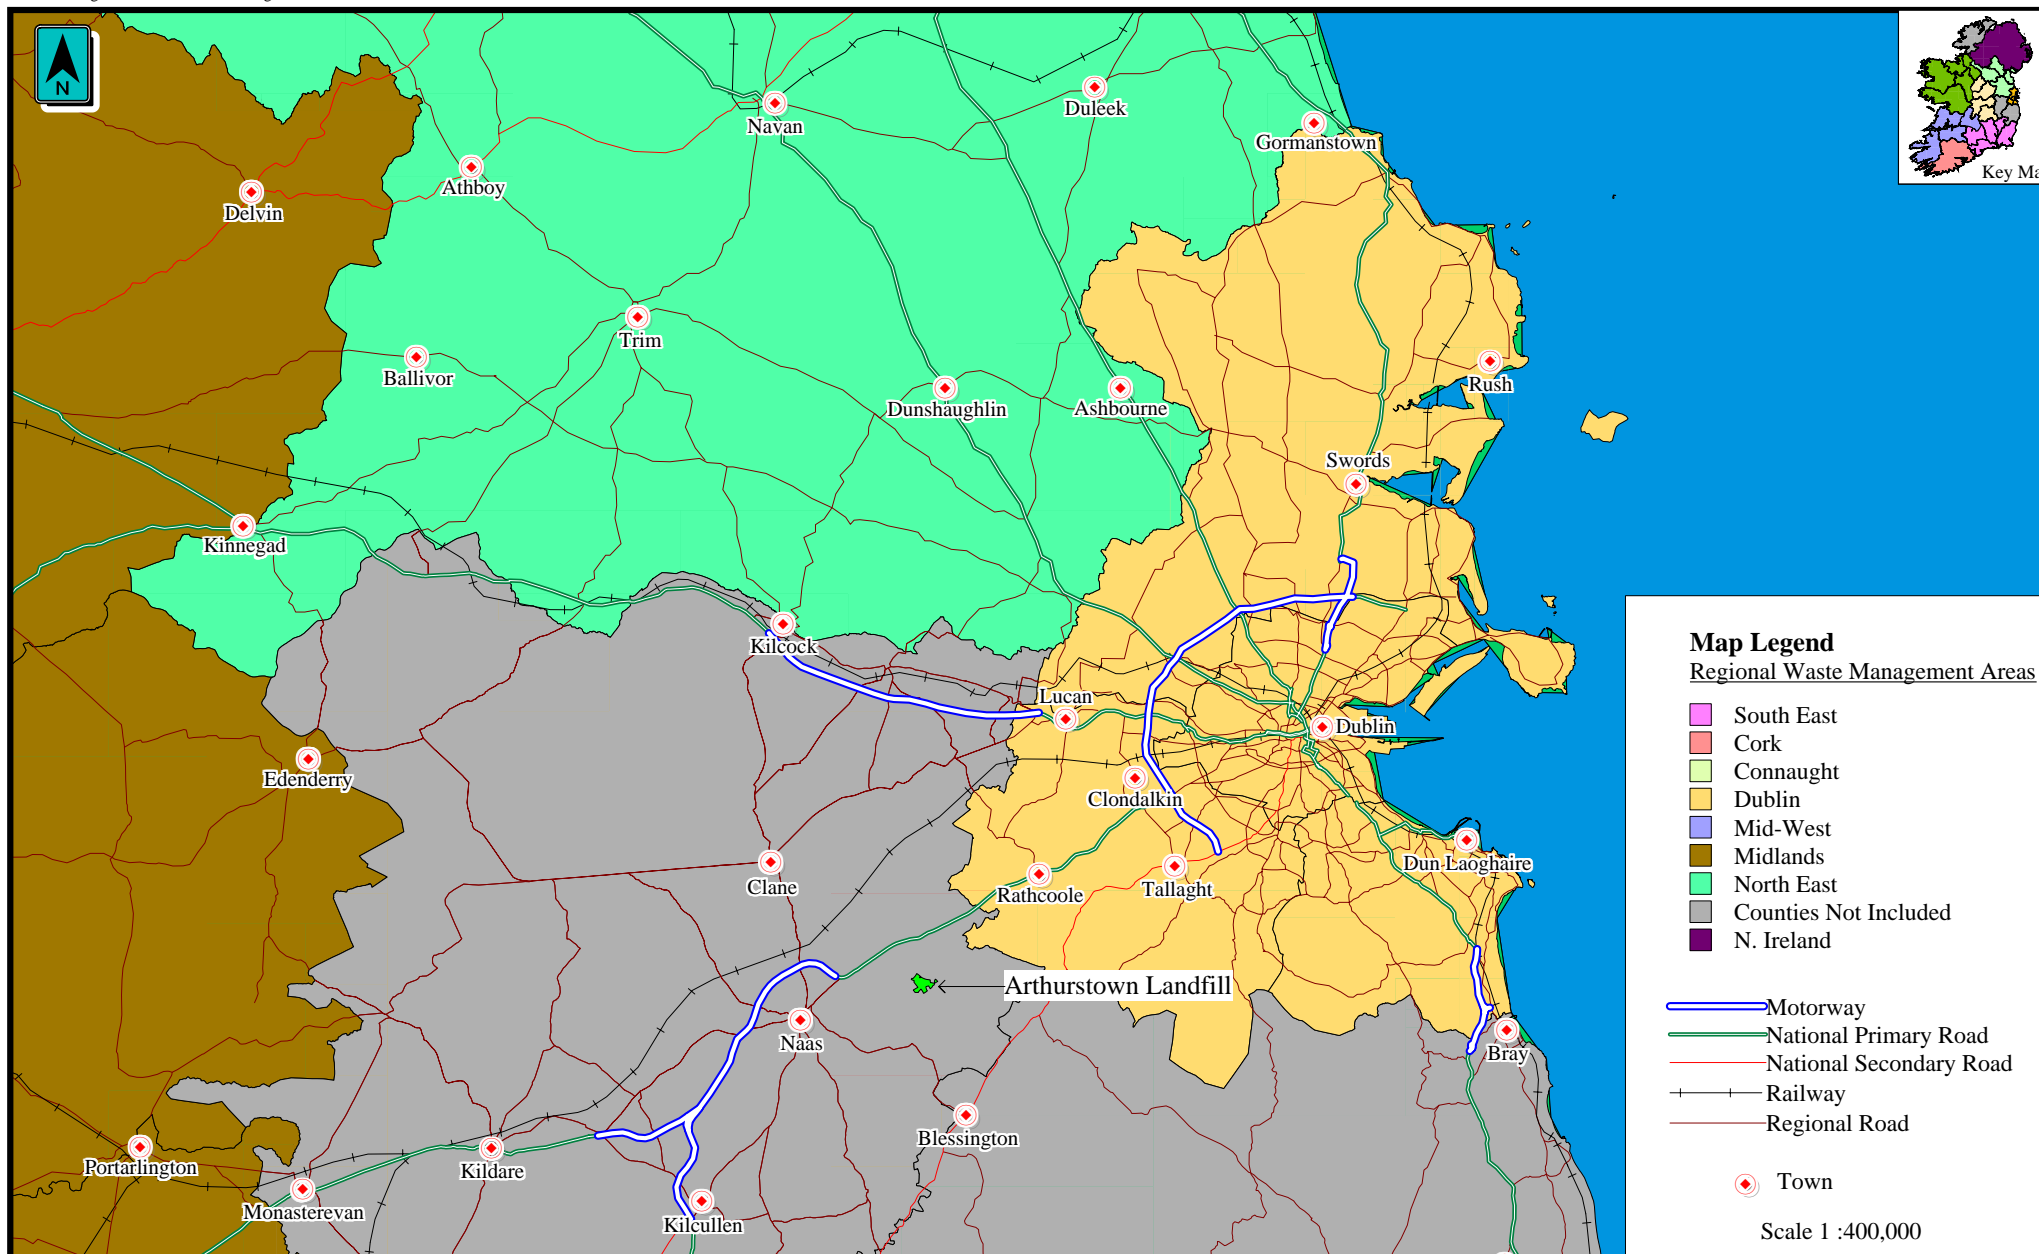 N
Key Ma
Duleek
Navan
Gormanstown
Athboy
Delvin
Trim
Ballivor
Rush
Dunshaughlin
Ashbourne
Swords
Kinnegad
Kilcock
Lucan
Dublin
Edenderry
Clondalkin
Dun Laoghaire
Clane
Rathcoole
Tallaght
Arthurstown Landfill
Naas
Bray
Blessington
Portarlington
Kildare
Monasterevan
Kilcullen
Map Legend
Regional Waste Management Areas
South East
Cork
Connaught
Dublin
Mid-West
Midlands
North East
Counties Not Included
N. Ireland
Motorway
National Primary Road
National Secondary Road
Railway
Regional Road
Town
Scale 1 :400,000